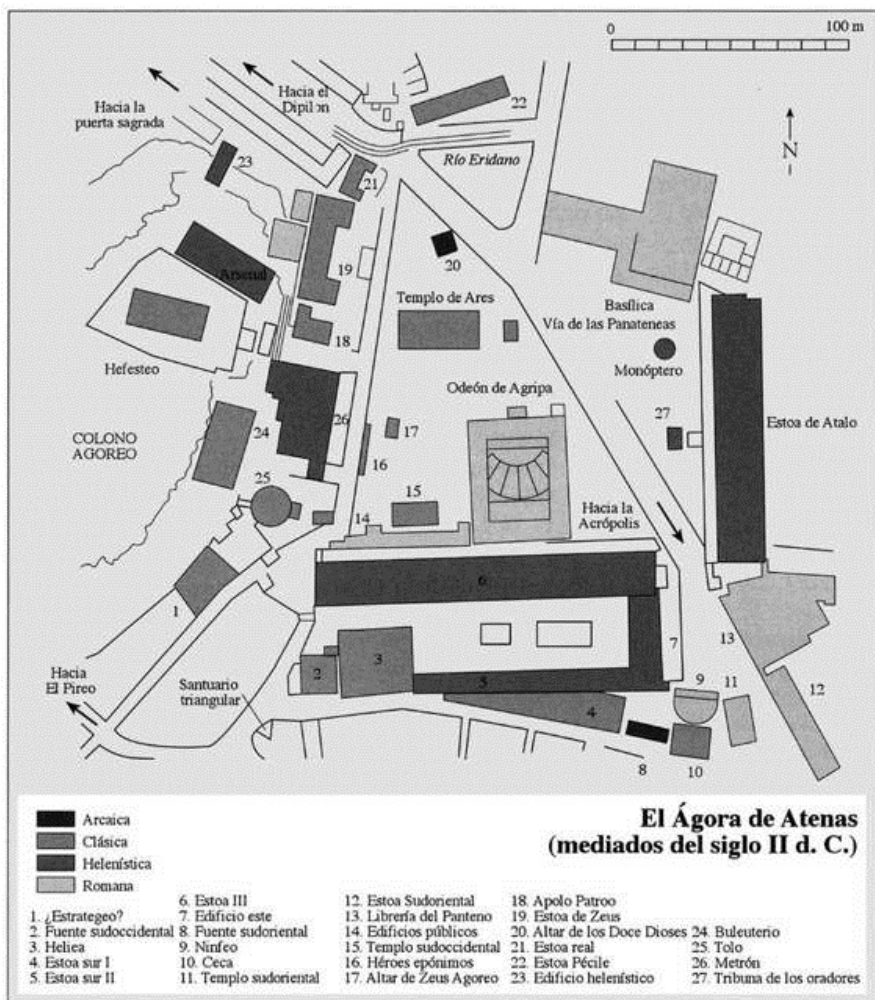 0 100 m
Hacia la
puerta sagrada
Hacia el
Dipilon
22
N
23
21
Río Eridano
20
Arsenal
19
Templo de Ares
Basílica
Vía de las Panateneas
18
Hefesteo
Monóptero
Odeón de Agripa
26
27
Estoa de Atalo
COLONO
AGOREO
24
17
16
25
15
Hacia la
Acrópolis
14
6
1
13
7
2
3
Hacia
El Pireo
Santuario
triangular
5
9
11
12
4
8
10
El Ágora de Atenas
(mediados del siglo II d. C.)
Arcaica
Clásica
Helenística
Romana
1. ¿Estrategeo?
2. Fuente sudoccidental
3. Heliea
4. Estoa sur I
5. Estoa sur II
6. Estoa III
7. Edificio este
8. Fuente sudoriental
9. Ninfeo
10. Ceca
11. Templo sudoriental
12. Estoa Sudoriental
13. Librería del Panteno
14. Edificios públicos
15. Templo sudoccidental
16. Héroes epónimos
17. Altar de Zeus Agoreo
18. Apolo Patroo
19. Estoa de Zeus
20. Altar de los Doce Dioses
21. Estoa real
22. Estoa Pécile
23. Edificio helenístico
24. Buleuterio
25. Tolo
26. Metrón
27. Tribuna de los oradores